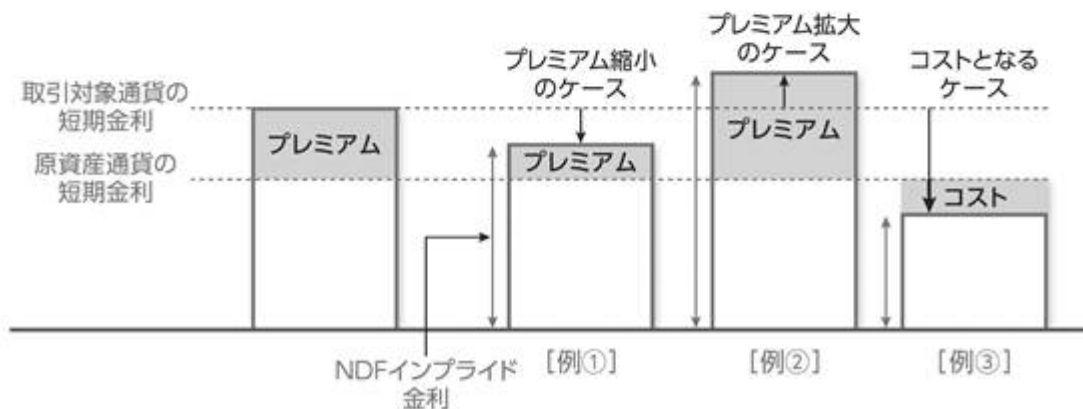 取引対象通貨の
短期金利
原資産通貨の
短期金利
プレミアム
プレミアム縮小
のケース
プレミアム
プレミアム拡大
のケース
プレミアム
コストとなる
ケース
コスト
NDFインプライド
金利
[例①]
[例②]
[例③]